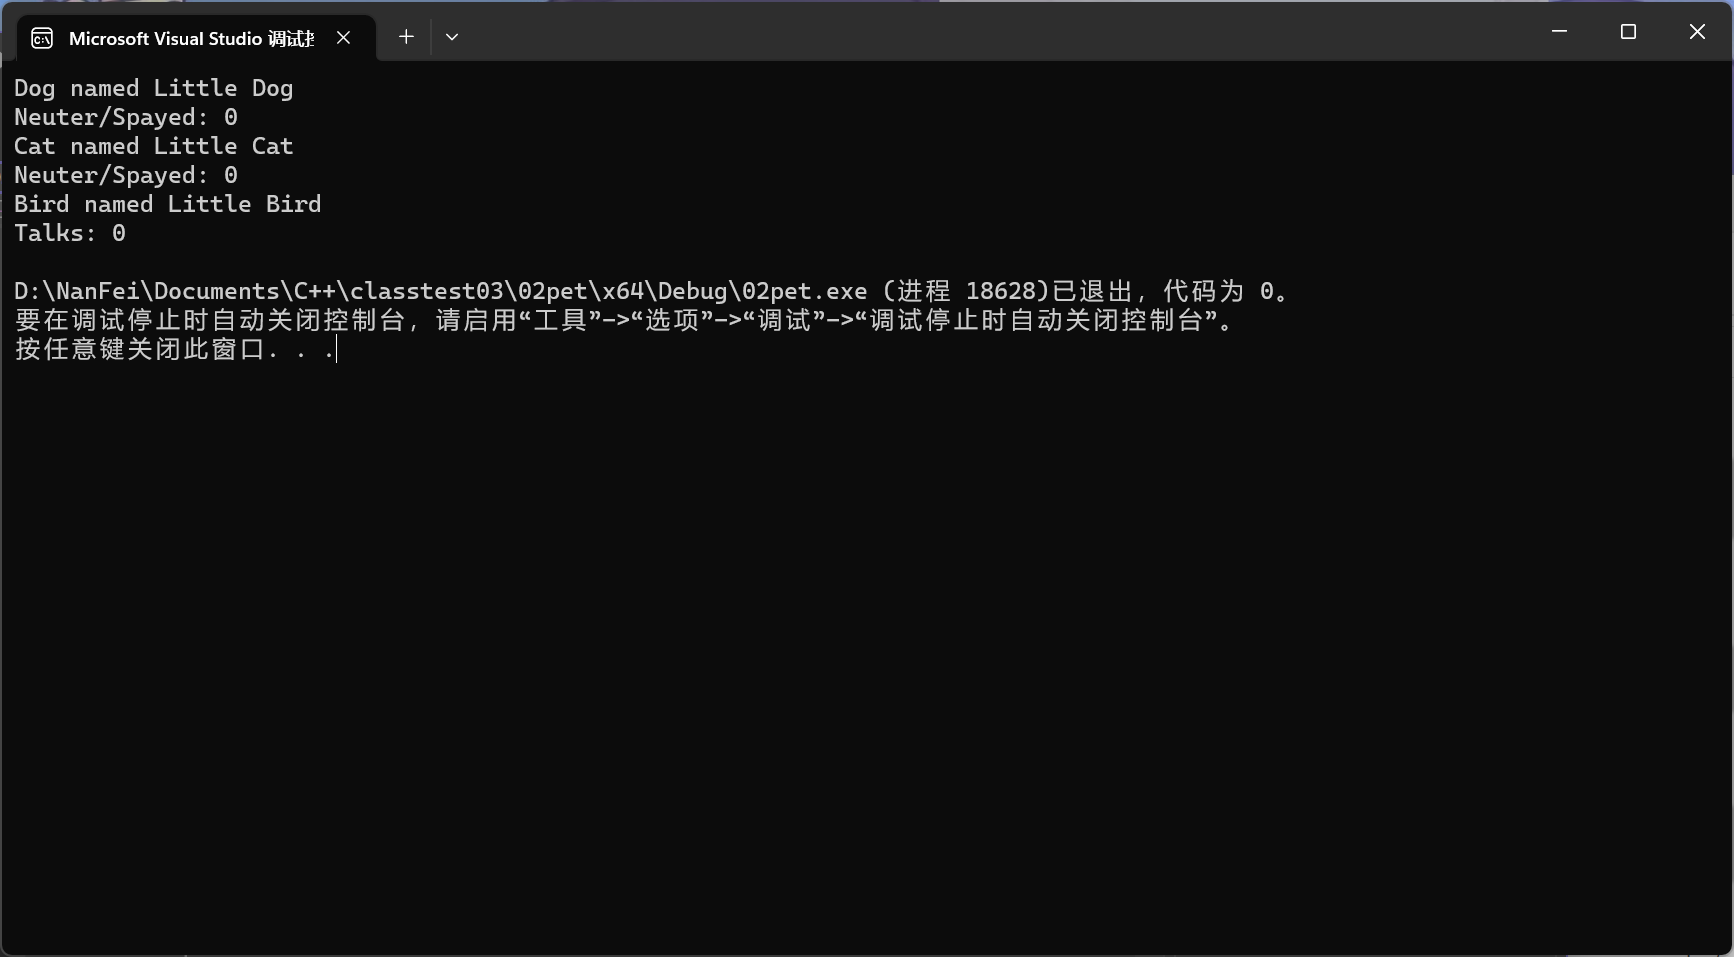 Microsoft Visual Studio 调试
Dog named Little Dog
Neuter/Spayed: 0
Cat named Little Cat
Neuter/Spayed: 0
Bird named Little Bird
Talks: 0
D:\NanFei\Documents\C++\classtest03\02pet\x64\Debug\02pet.exe (进程 18628)已退出，代码为 0。
要在调试停止时自动关闭控制台，请启用“工具”->“选项”->“调试”->“调试停止时自动关闭控制台”。
按任意键关闭此窗口. . .